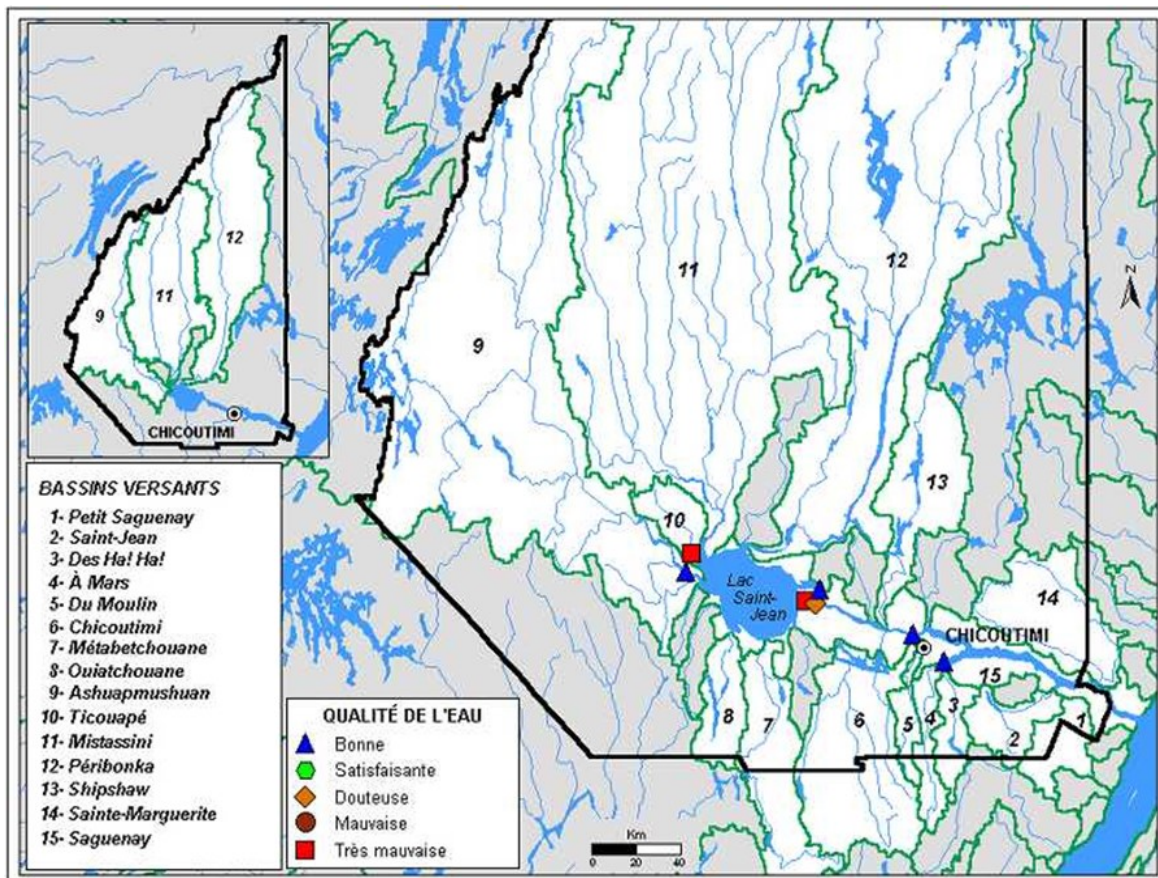 12
11
9
CHICOUTIMI
BASSINS VERSANTS
1- Petit Saguenay
2- Saint-Jean
3- Des Ha! Ha!
4- À Mars
5- Du Moulin
6- Chicoutimi
7- Métabetchouane
8- Ouiatchouane
9- Ashuapmushuan
10- Ticouapé
11- Mistassini
12- Péribonka
13- Shipshaw
14- Sainte-Marguerite
15- Saguenay
QUALITÉ DE L'EAU
Bonne
Satisfaisante
Douteuse
Mauvaise
Très mauvaise
N
11
12
9
13
10
Lac
Saint-
Jean
14
CHICOUTIMI
15
8
7
6
5
4
3
2
1
Km
0 20 40